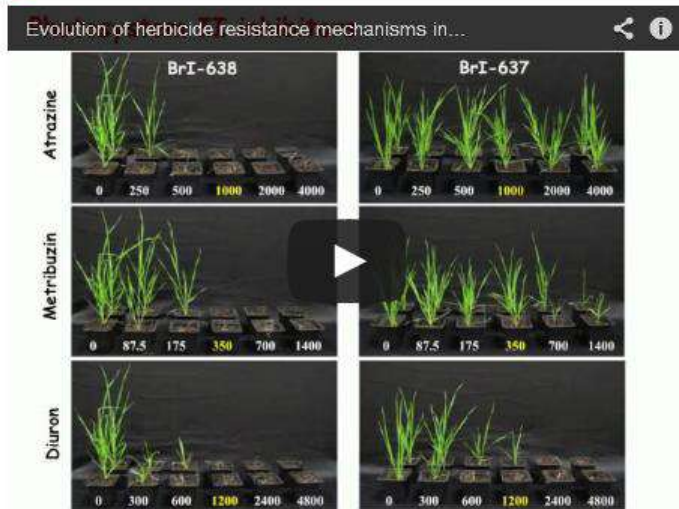 Evolution of herbicide resistance mechanisms in...
BrI-638
BrI-637
Atrazine
0 250 500 1000 2000 4000
0 250 500 1000 2000 4000
Metribuzin
0 87.5 175 350 700 1400
0 87.5 175 350 700 1400
Diuron
0 300 600 1200 2400 4800
0 300 600 1200 2400 4800